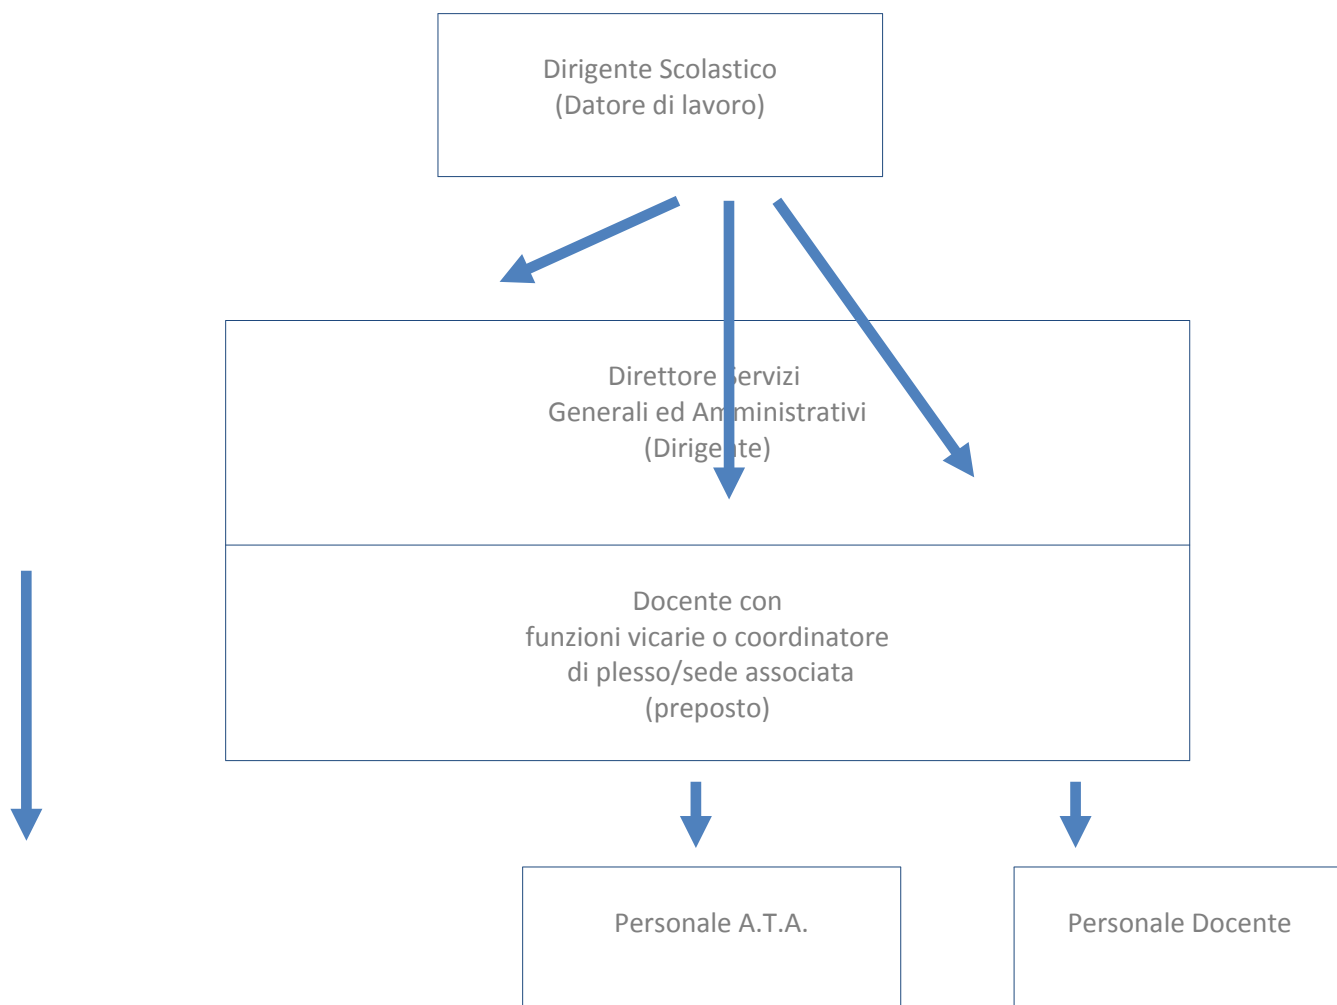 Dirigente Scolastico
(Datore di lavoro)
Direttore Servizi
Generali ed Amministrativi
(Dirigente)
Docente con
funzioni vicarie o coordinatore
di plesso/sede associata
(preposto)
Personale A.T.A.
Personale Docente